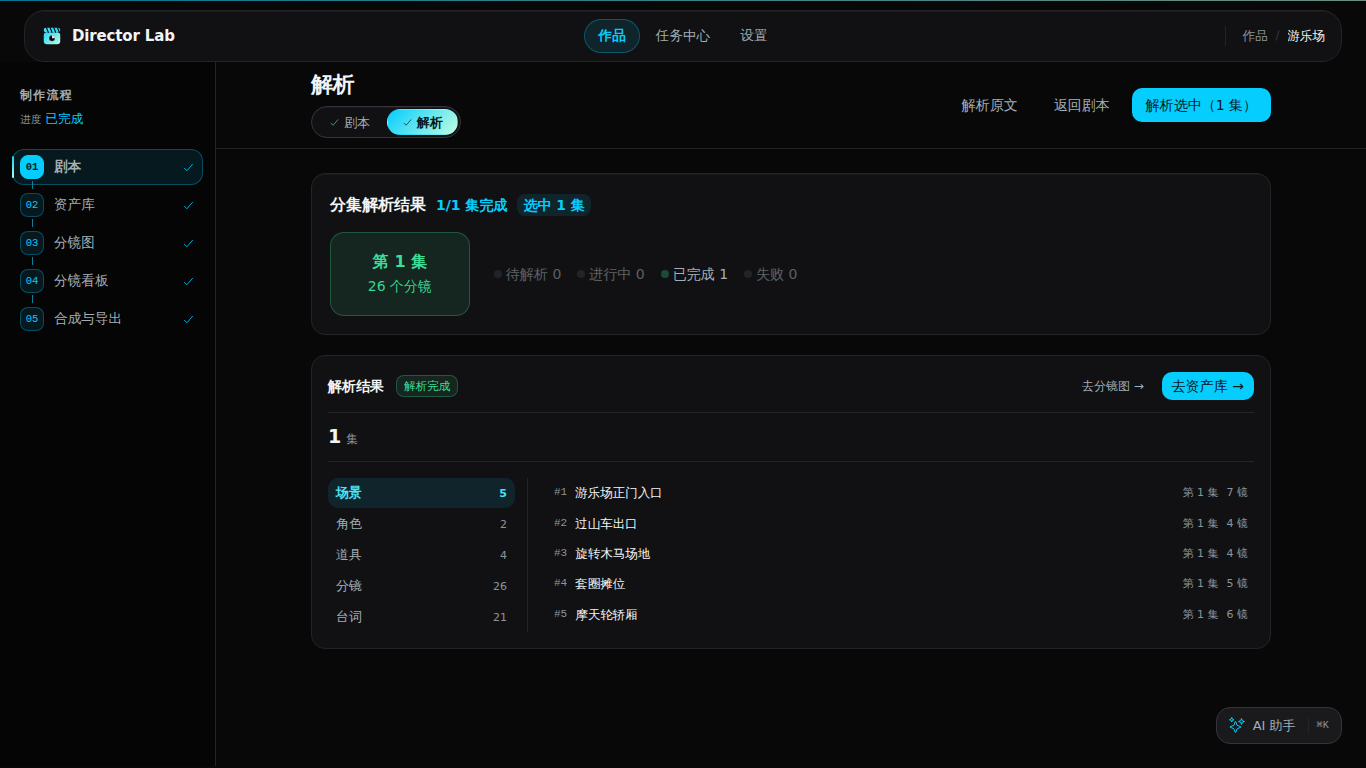 Director Lab
作品 任务中心 设置
作品 / 游乐场
制作流程
进度 已完成
01 剧本
02 资产库
03 分镜图
04 分镜看板
05 合成与导出
解析
剧本 解析
解析原文 返回剧本 解析选中（1 集）
分集解析结果 1/1 集完成 选中 1 集
第 1 集
26 个分镜
待解析 0 进行中 0 已完成 1 失败 0
解析结果 解析完成
去分镜图 → 去资产库 →
1 集
场景 5
角色 2
道具 4
分镜 26
台词 21
#1 游乐场正门入口 第 1 集 7 镜
#2 过山车出口 第 1 集 4 镜
#3 旋转木马场地 第 1 集 4 镜
#4 套圈摊位 第 1 集 5 镜
#5 摩天轮轿厢 第 1 集 6 镜
AI 助手 ⌘K